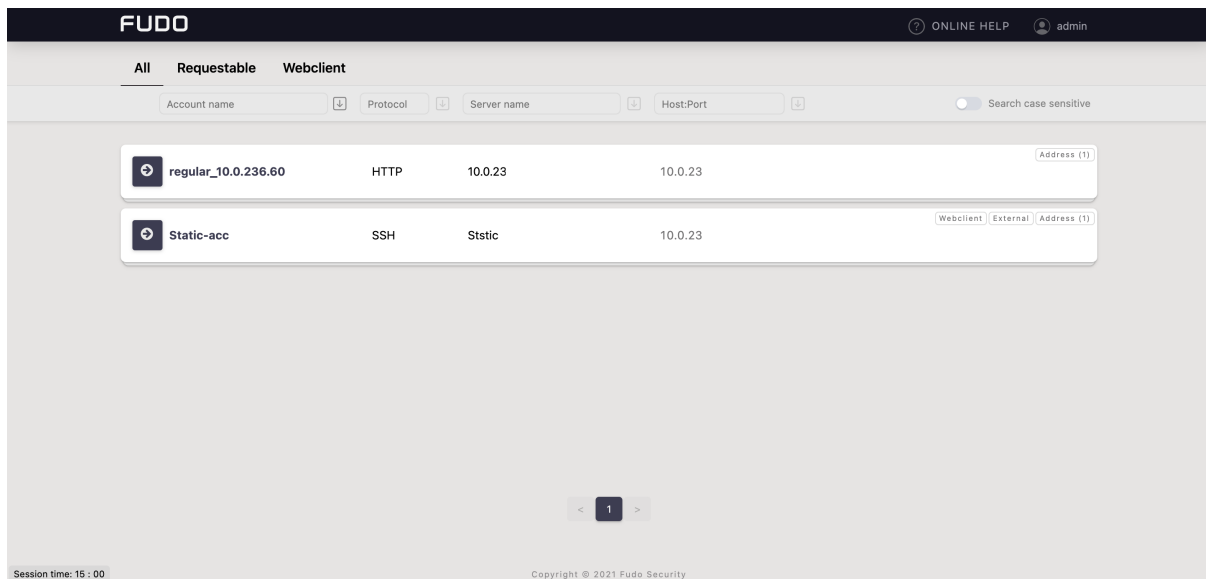 FUDO
? ONLINE HELP admin
All Requestable Webclient
Account name Protocol Server name Host:Port Search case sensitive
Address (1)
regular_10.0.236.60 HTTP 10.0.23 10.0.23
Webclient External Address (1)
Static-acc SSH Ststic 10.0.23
< 1 >
Session time: 15 : 00 Copyright © 2021 Fudo Security